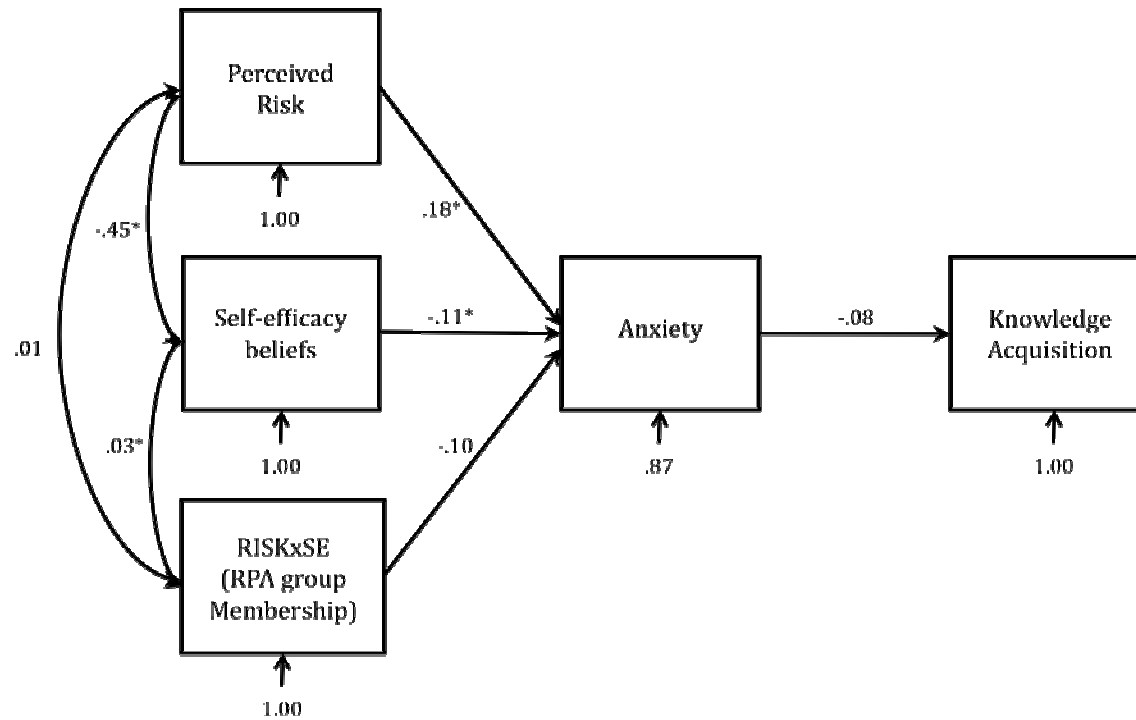 Perceived
Risk
1.00
-.45*
.18*
Self-efficacy
beliefs
-.11*
Anxiety
-.08
Knowledge
Acquisition
.01
.03*
1.00
-.10
.87
1.00
RISKxSE
(RPA group
Membership)
1.00